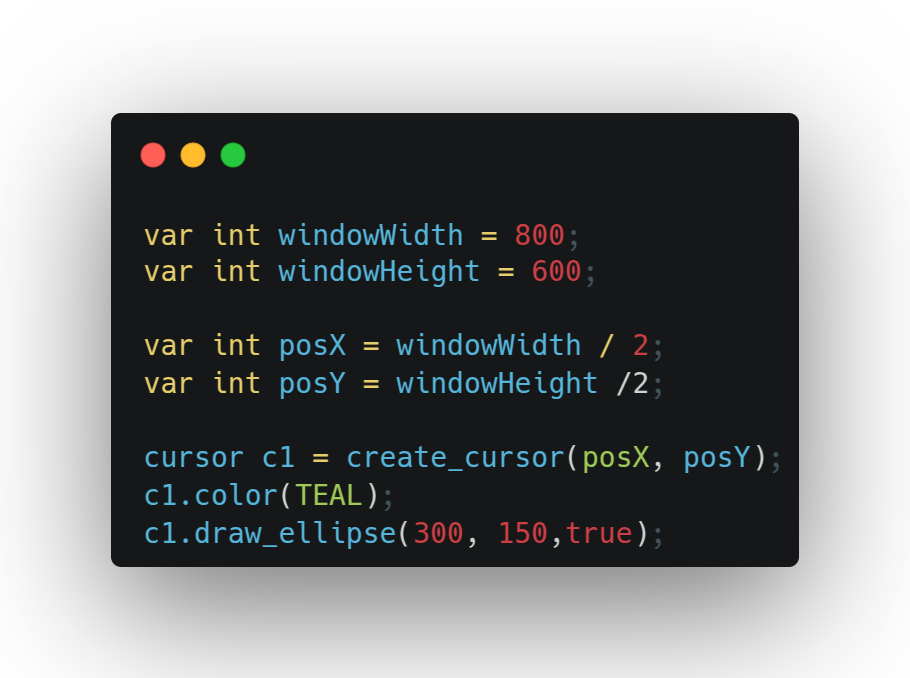 var int windowWidth = 800;
var int windowHeight = 600;
var int posX = windowWidth / 2;
var int posY = windowHeight /2;
cursor c1 = create_cursor(posX, posY);
c1.color(TEAL);
c1.draw_ellipse(300, 150,true);